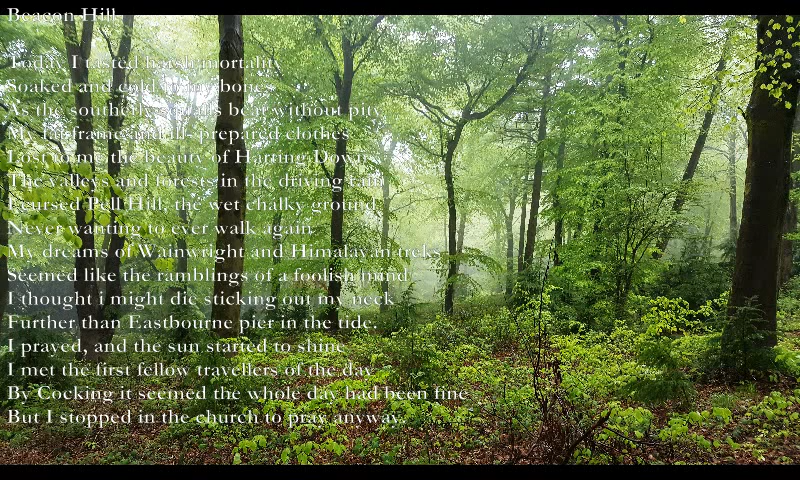 Beacon Hill
Today I tasted harsh mortality
Soaked and cold to my bones
As the southerly winds beat without pity
My fat frame and ill-prepared clothes
Lost to me the beauty of Harting Downs
The valleys and forests in the driving rain
I cursed Pen Hill, the wet chalky ground
Never wanting to ever walk again
My dreams of Wainwright and Himalayan trek
Seemed like the ramblings of a foolish mind
I thought i might die sticking out my neck
Further than Eastbourne pier in the tide.
I prayed, and the sun started to shine
I met the first fellow travellers of the day
By Cocking it seemed the whole day had been fine
But I stopped in the church to pray anyway.